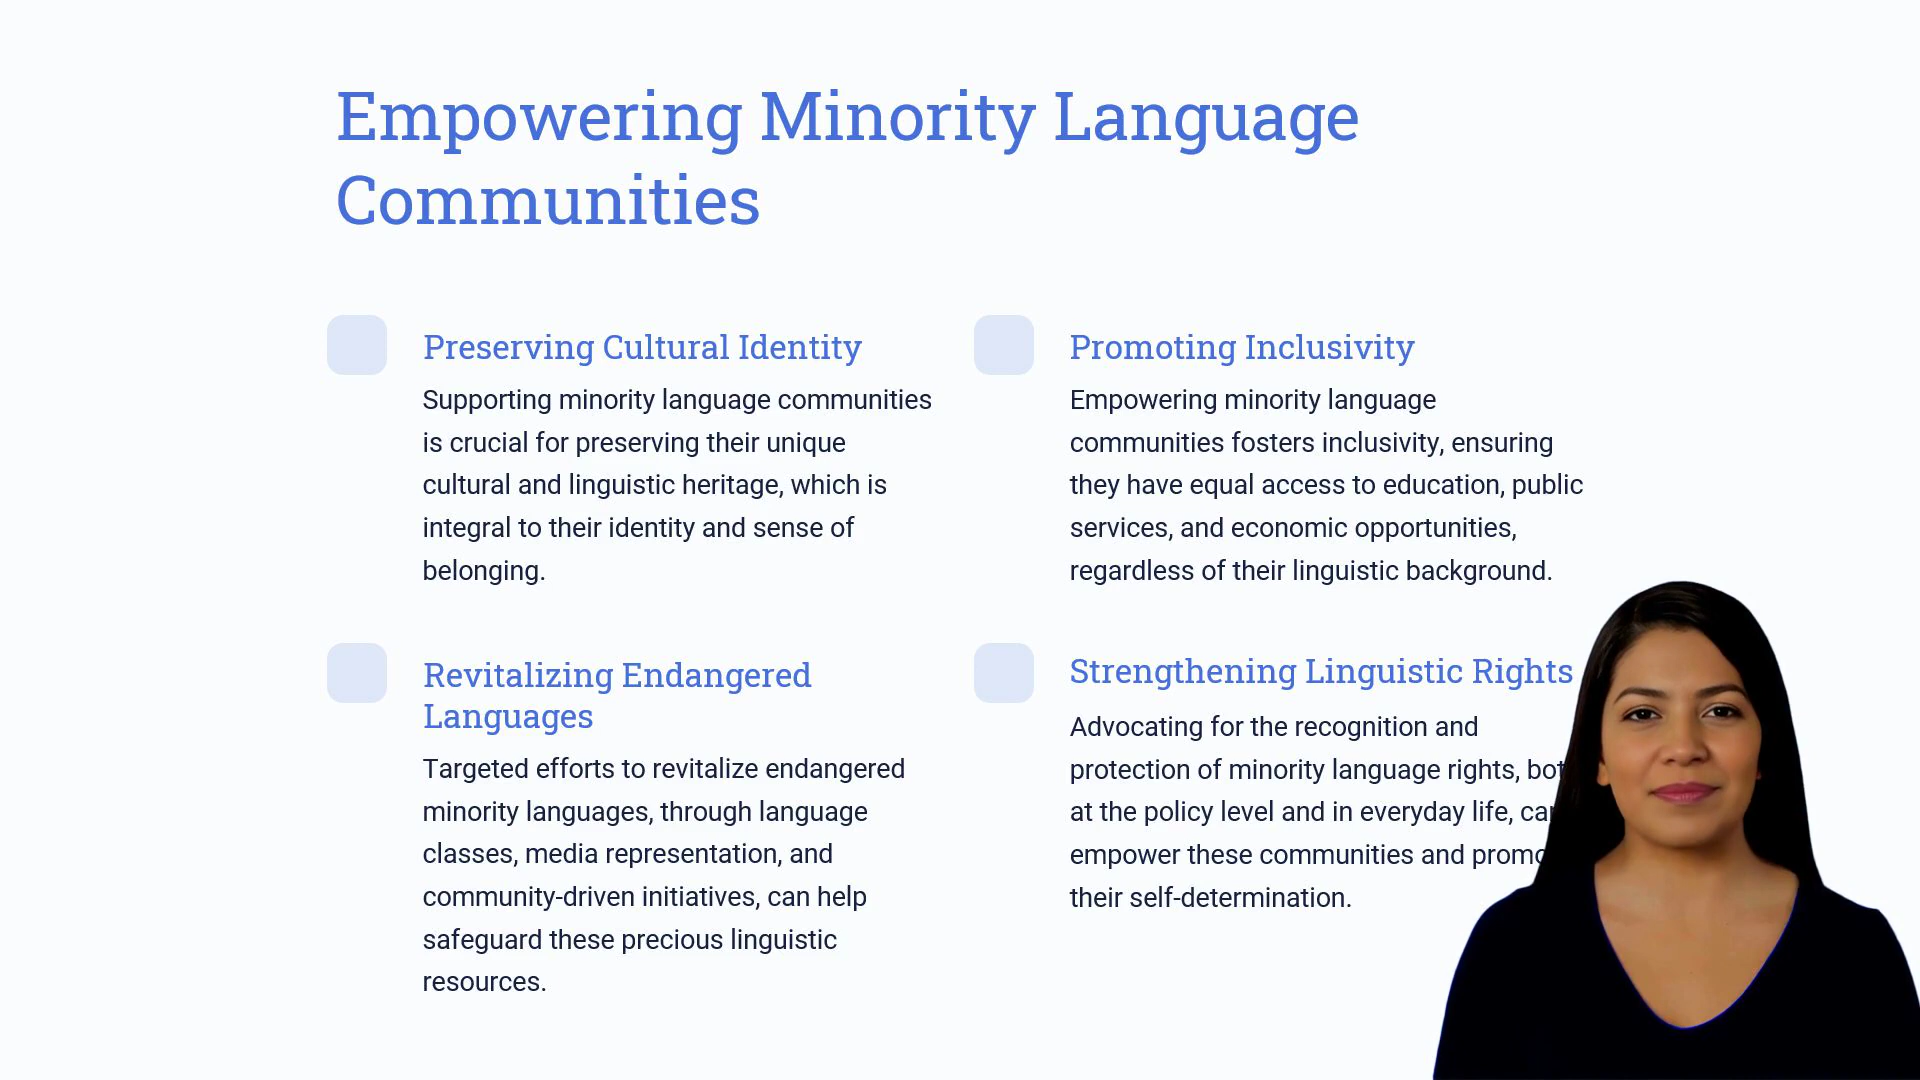 Empowering Minority Language
Communities
Preserving Cultural Identity
Supporting minority language communities
is crucial for preserving their unique
cultural and linguistic heritage, which is
integral to their identity and sense of
belonging.
Promoting Inclusivity
Empowering minority language
communities fosters inclusivity, ensuring
they have equal access to education, public
services, and economic opportunities,
regardless of their linguistic background.
Revitalizing Endangered
Languages
Targeted efforts to revitalize endangered
minority languages, through language
classes, media representation, and
community-driven initiatives, can help
safeguard these precious linguistic
resources.
Strengthening Linguistic Rights
Advocating for the recognition and
protection of minority language rights,
at the policy level and in everyday life,
empower these communities and
their self-determination.